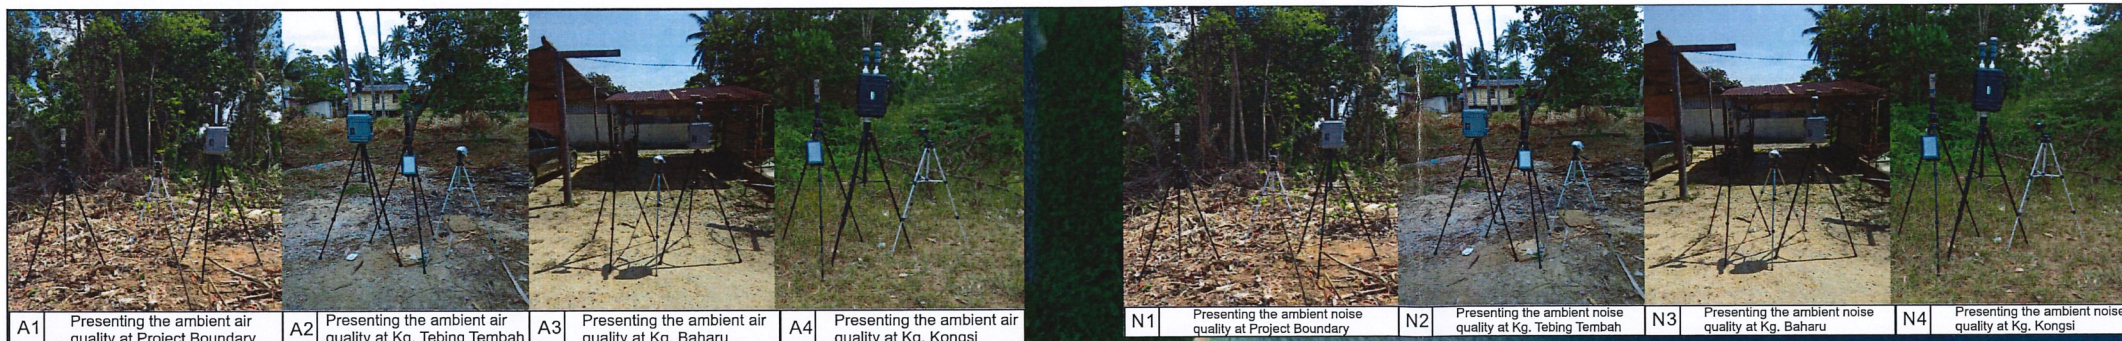 A1
Presenting the ambient air
quality at Project Boundary
A2
Presenting the ambient air
quality at Kg. Tebing Tembah
A3
Presenting the ambient air
quality at Kg. Baharu
A4
Presenting the ambient air
quality at Kg. Kongsi
N1
Presenting the ambient noise
quality at Project Boundary
N2
Presenting the ambient noise
quality at Kg. Tebing Tembah
N3
Presenting the ambient noise
quality at Kg. Baharu
N4
Presenting the ambient noise
quality at Kg. Kongsi